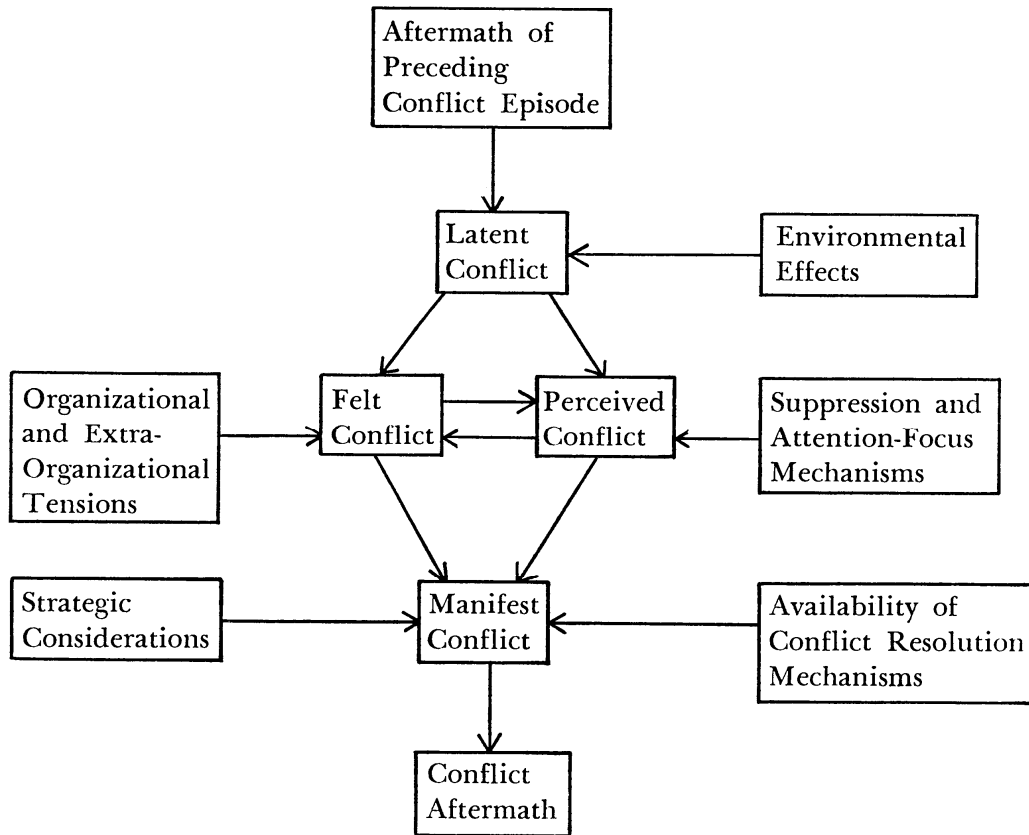 Aftermath of
Preceding
Conflict Episode
Latent
Conflict
Environmental
Effects
Organizational
and Extra-
Organizational
Tensions
Felt
Conflict
Perceived
Conflict
Suppression and
Attention-Focus
Mechanisms
Strategic
Considerations
Manifest
Conflict
Availability of
Conflict Resolution
Mechanisms
Conflict
Aftermath